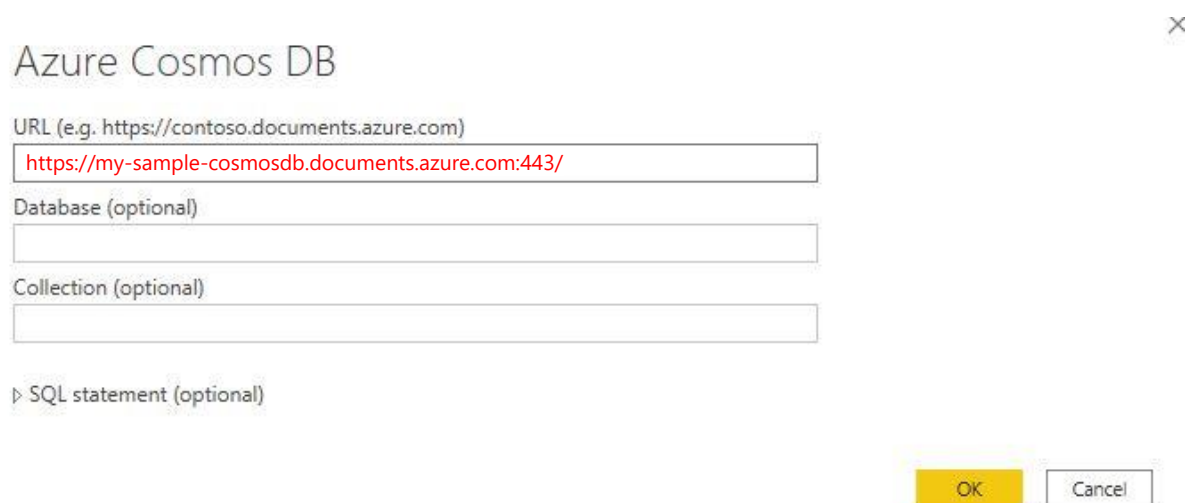 Azure Cosmos DB
URL (e.g. https://contoso.documents.azure.com)
https://my-sample-cosmosdb.documents.azure.com:443/
Database (optional)
Collection (optional)
SQL statement (optional)
OK Cancel